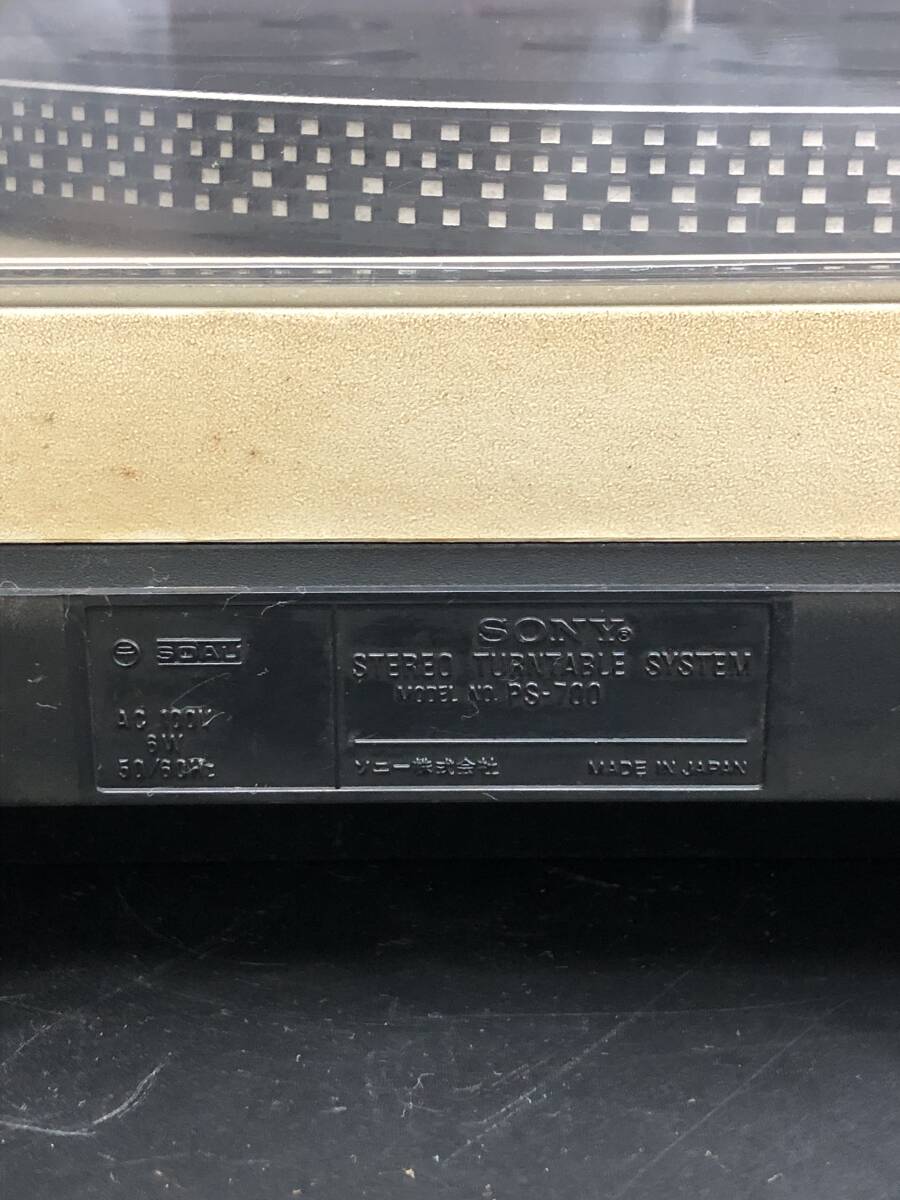 SONY®
STEREO TURNTABLE SYSTEM
MODEL NO. PS-700
ソニー株式会社 MADE IN JAPAN
AC 100V
6W
50/60Hz